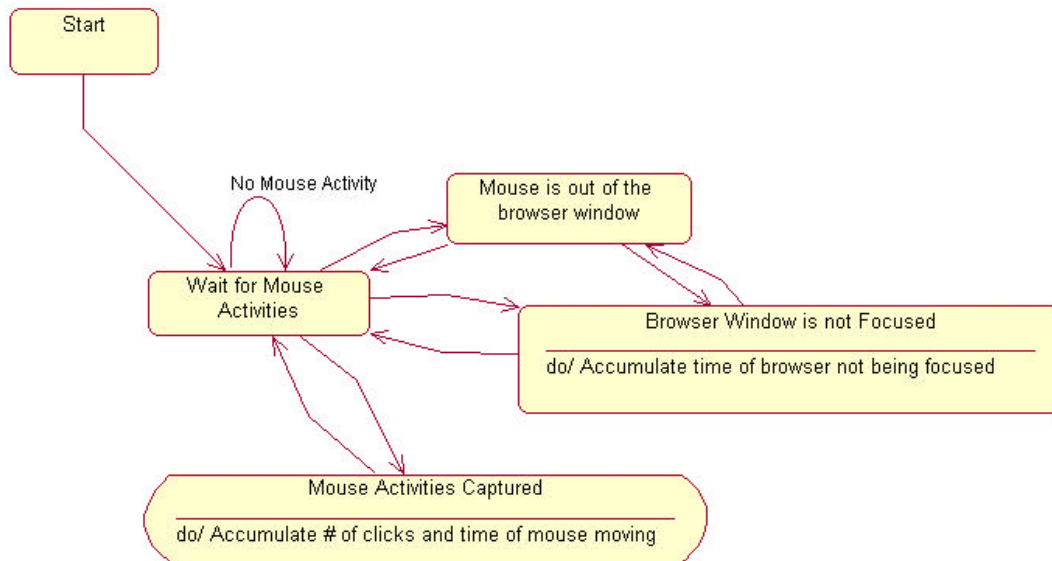 Start
No Mouse Activity
Mouse is out of the
browser window
Wait for Mouse
Activities
Browser Window is not Focused
do/ Accumulate time of browser not being focused
Mouse Activities Captured
do/ Accumulate # of clicks and time of mouse moving